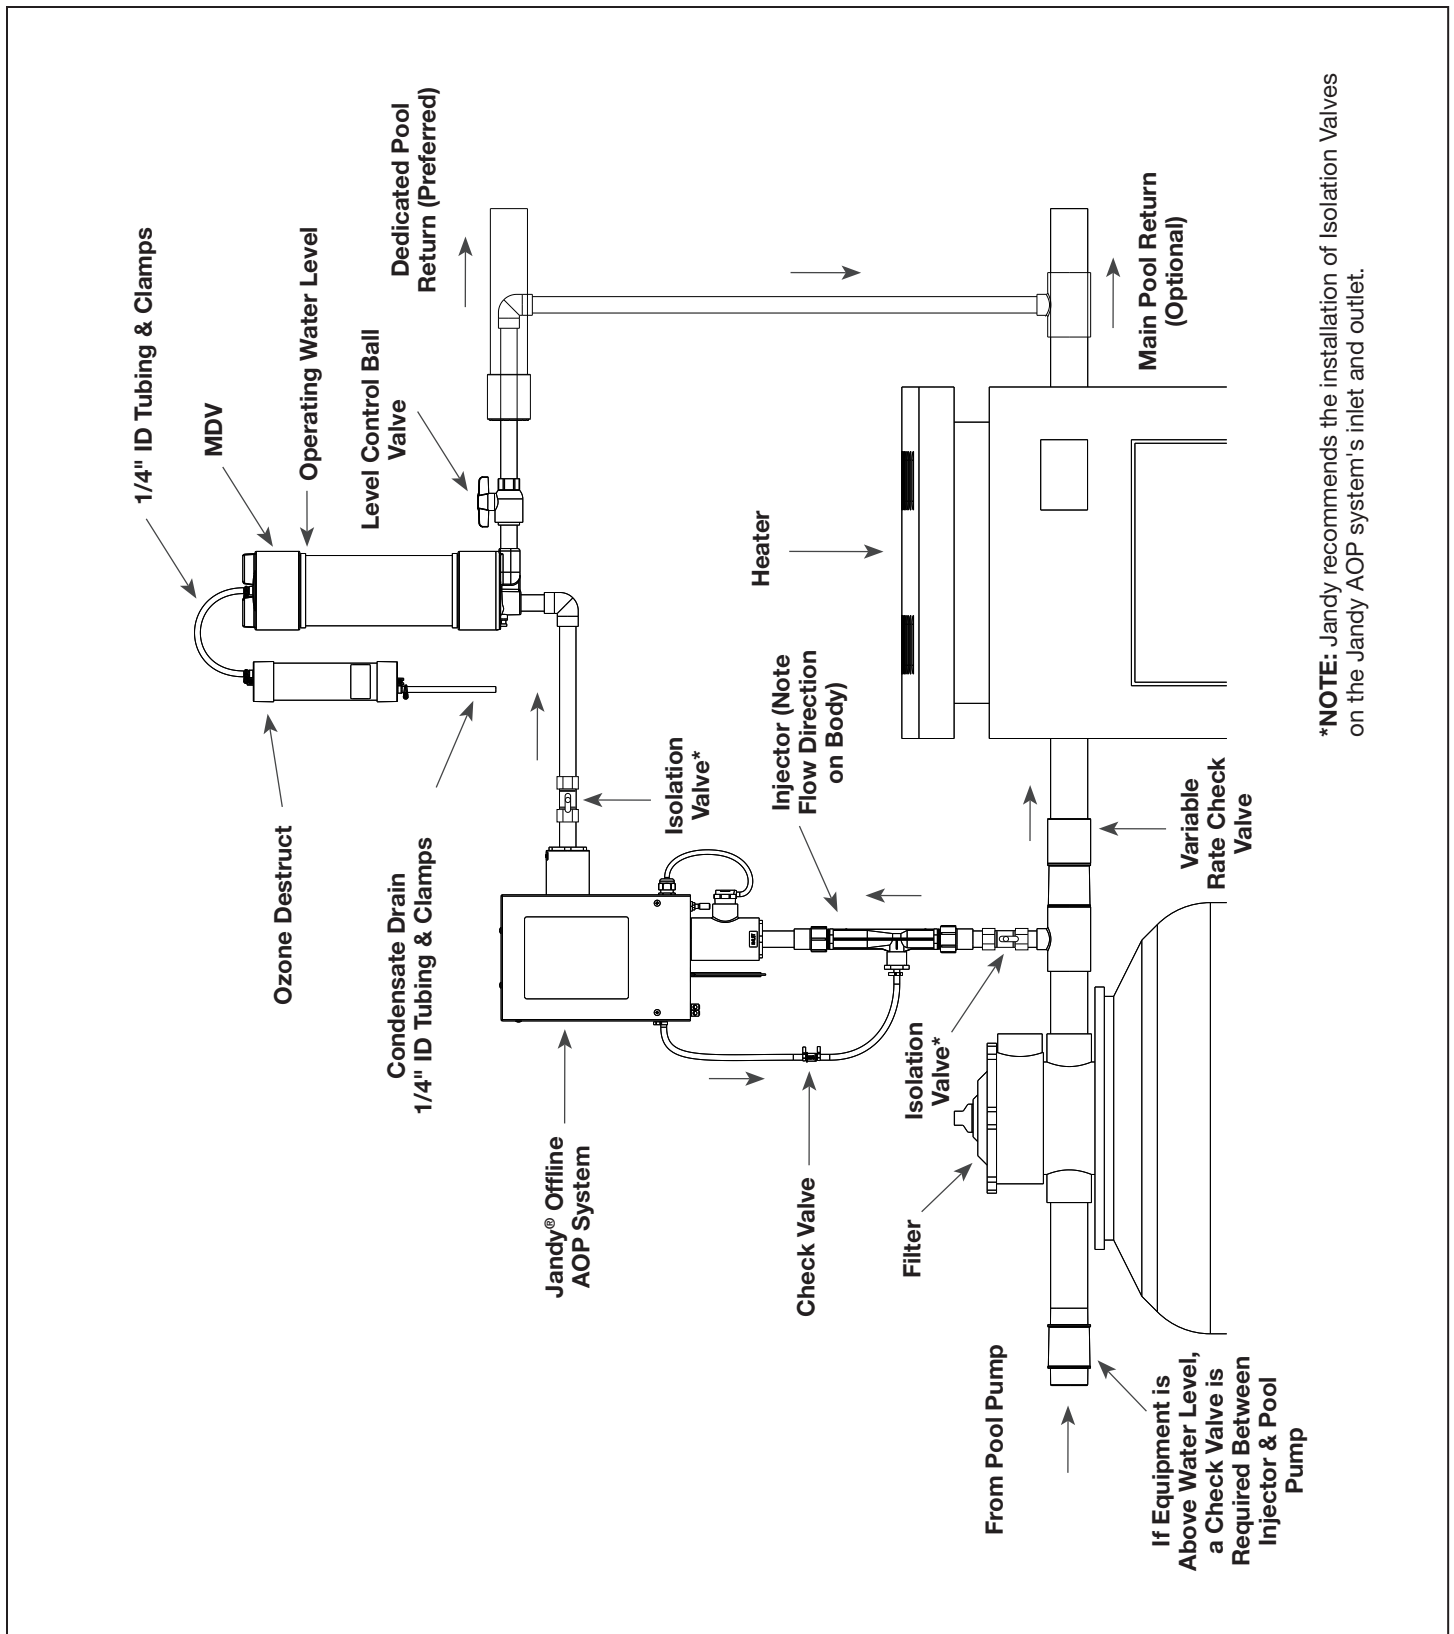 1/4" ID Tubing & Clamps
MDV
Operating Water Level
Level Control Ball
Valve
Dedicated Pool
Return (Preferred)
Ozone Destruct
Condensate Drain
1/4" ID Tubing & Clamps
Jandy® Offline
AOP System
Isolation
Valve*
Heater
Injector (Note
Flow Direction
on Body)
Check Valve
Filter
Isolation
Valve*
From Pool Pump
Main Pool Return
(Optional)
Variable
Rate Check
Valve
If Equipment is
Above Water Level,
a Check Valve is
Required Between
Injector & Pool
Pump
*NOTE: Jandy recommends the installation of Isolation Valves
on the Jandy AOP system's inlet and outlet.